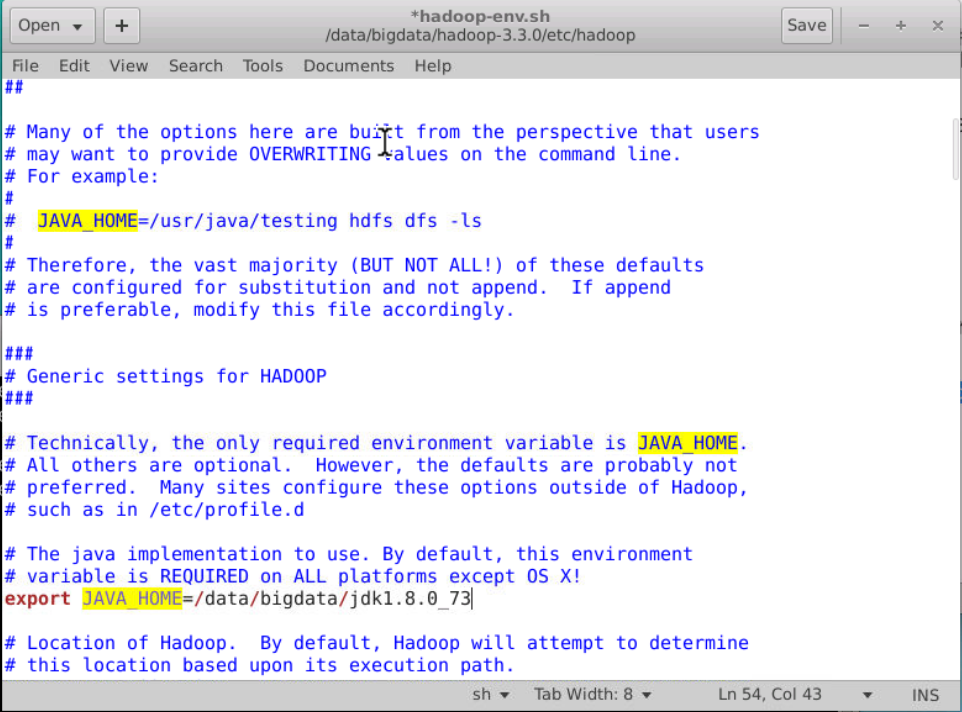 Open
+
*hadoop-env.sh
/data/bigdata/hadoop-3.3.0/etc/hadoop
Save
File Edit View Search Tools Documents Help
##
# Many of the options here are built from the perspective that users
# may want to provide OVERWRITING values on the command line.
# For example:
#
#  JAVA_HOME=/usr/java/testing hdfs dfs -ls
#
# Therefore, the vast majority (BUT NOT ALL!) of these defaults
# are configured for substitution and not append.  If append
# is preferable, modify this file accordingly.
###
# Generic settings for HADOOP
###
# Technically, the only required environment variable is JAVA_HOME.
# All others are optional.  However, the defaults are probably not
# preferred.  Many sites configure these options outside of Hadoop,
# such as in /etc/profile.d
# The java implementation to use. By default, this environment
# variable is REQUIRED on ALL platforms except OS X!
export JAVA_HOME=/data/bigdata/jdk1.8.0_73
# Location of Hadoop.  By default, Hadoop will attempt to determine
# this location based upon its execution path.
sh Tab Width: 8 Ln 54, Col 43 INS